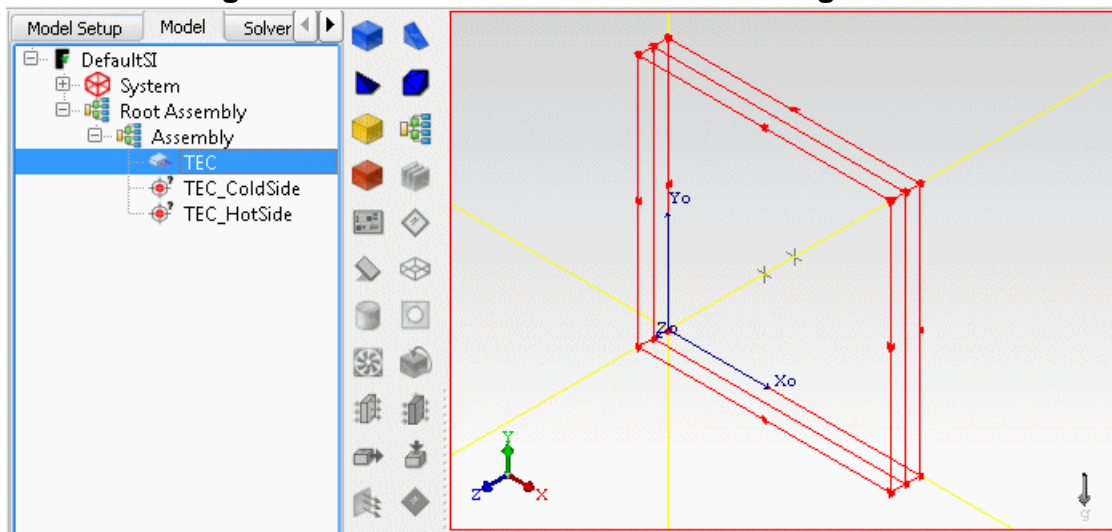 Model Setup Model Solver
DefaultSI
System
Root Assembly
Assembly
TEC
TEC_ColdSide
TEC_HotSide
Yo
Zo
Xo
Y
Z
X
g